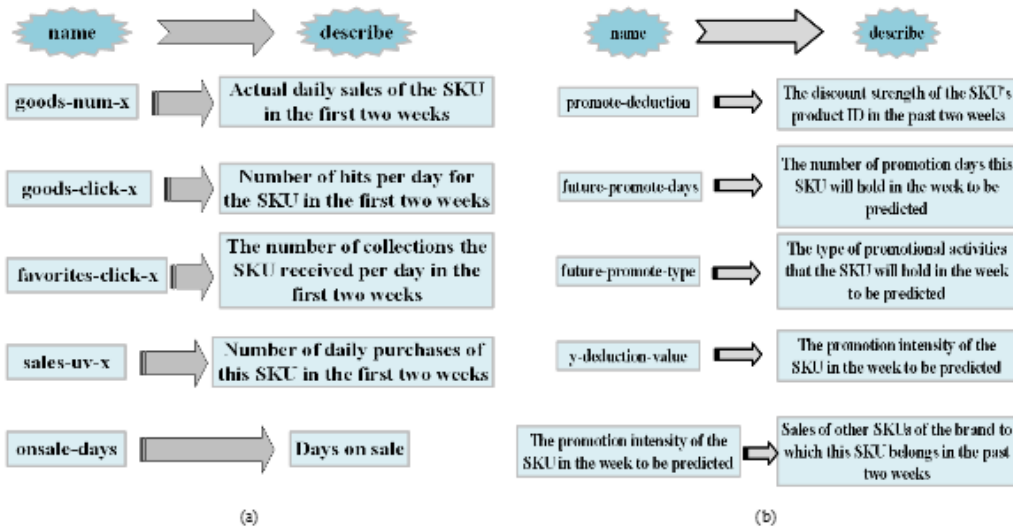 name
describe
goods-num-x
Actual daily sales of the SKU
in the first two weeks
goods-click-x
Number of hits per day for
the SKU in the first two weeks
favorites-click-x
The number of collections the
SKU received per day in the
first two weeks
sales-uv-x
Number of daily purchases of
this SKU in the first two weeks
onsale-days
Days on sale
(a)
name
describe
promote-deduction
The discount strength of the SKU's
product ID in the past two weeks
future-promote-days
The number of promotion days this
SKU will hold in the week to be
predicted
future-promote-type
The type of promotional activities
that the SKU will hold in the week
to be predicted
y-deduction-value
The promotion intensity of the
SKU in the week to be predicted
The promotion intensity of the
SKU in the week to be predicted
Sales of other SKUs of the brand to
which this SKU belongs in the past
two weeks
(b)